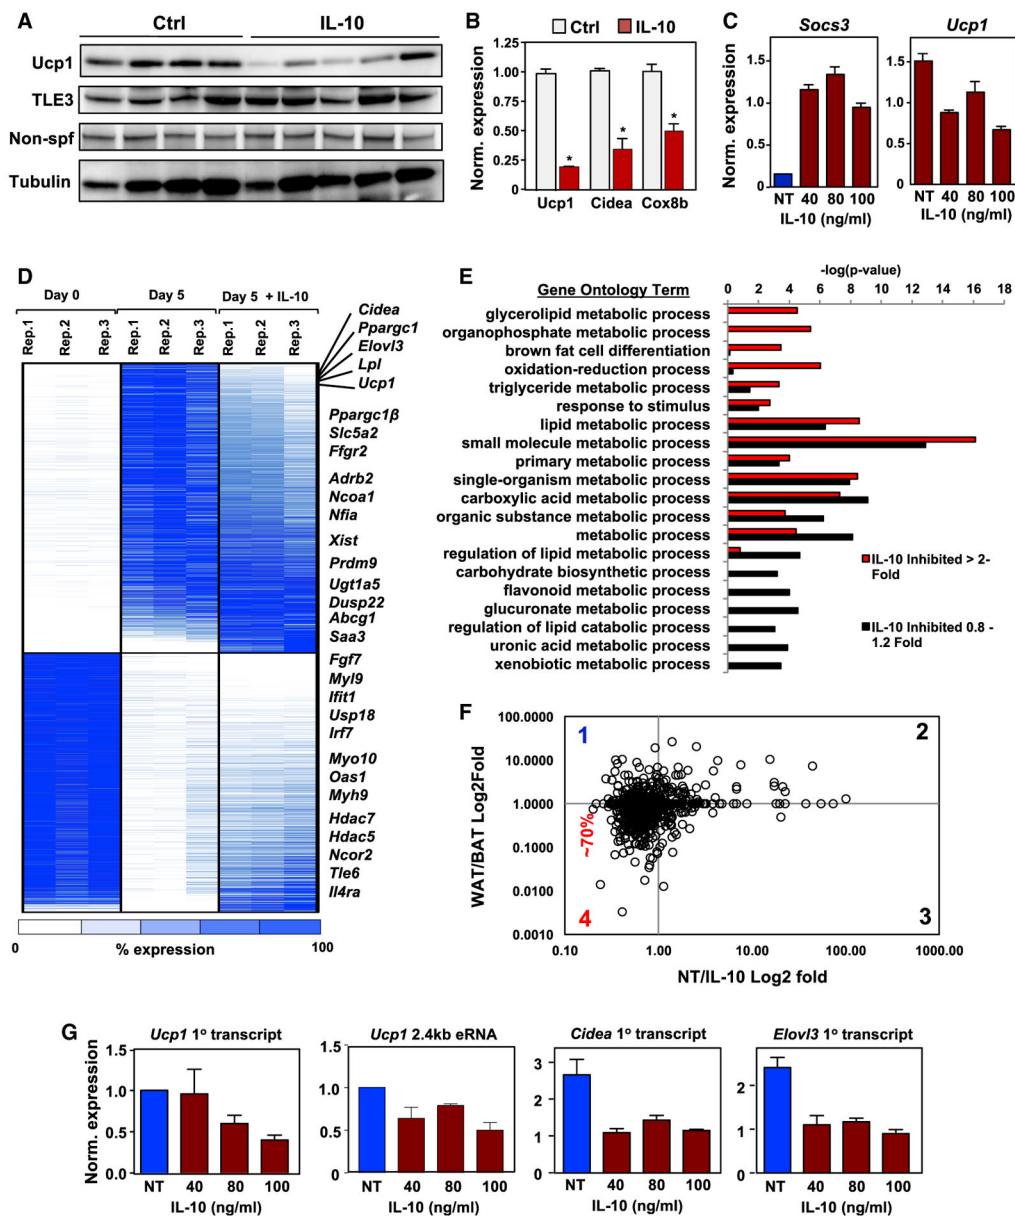 A
Ctrl
IL-10
Ucp1
TLE3
Non-spf
Tubulin
B
Ctrl
IL-10
Norm. expression
1.25
1.00
0.75
0.50
0.25
0
*
*
*
Ucp1
Cidea
Cox8b
C
Socs3
Ucp1
1.5
1.0
0.5
0.0
1.5
1.0
0.5
0.0
NT 40 80 100
IL-10 (ng/ml)
NT 40 80 100
IL-10 (ng/ml)
D
Day 0
Day 5
Day 5 + IL-10
Rep.1
Rep.2
Rep.3
Rep.1
Rep.2
Rep.3
Rep.1
Rep.2
Rep.3
Cidea
Ppargc1
Elovl3
Lpl
Ucp1
Ppargc1β
Slc5a2
Ffgr2
Adrb2
Ncoa1
Nfia
Xist
Prdm9
Ugt1a5
Dusp22
Abcg1
Saa3
Fgf7
Myl9
Ifit1
Usp18
Irf7
Myo10
Oas1
Myh9
Hdac7
Hdac5
Ncor2
Tle6
Il4ra
0
% expression
100
E
-log(p-value)
Gene Ontology Term
0 2 4 6 8 10 12 14 16 18
glycerolipid metabolic process
organophosphate metabolic process
brown fat cell differentiation
oxidation-reduction process
triglyceride metabolic process
response to stimulus
lipid metabolic process
small molecule metabolic process
primary metabolic process
single-organism metabolic process
carboxylic acid metabolic process
organic substance metabolic process
metabolic process
regulation of lipid metabolic process
carbohydrate biosynthetic process
flavonoid metabolic process
glucuronate metabolic process
regulation of lipid catabolic process
uronic acid metabolic process
xenobiotic metabolic process
IL-10 Inhibited > 2-
Fold
IL-10 Inhibited 0.8 -
1.2 Fold
F
WAT/BAT Log2Fold
100.0000
10.0000
1.0000
0.1000
0.0100
0.0010
1
2
~70%
4
3
0.10
1.00
10.00
100.00
1000.00
NT/IL-10 Log2 fold
G
Ucp1 1º transcript
Norm. expression
1.5
1.0
0.5
0.0
NT 40 80 100
IL-10 (ng/ml)
Ucp1 2.4kb eRNA
1.5
1.0
0.5
0
NT 40 80 100
IL-10 (ng/ml)
Cidea 1º transcript
3
2
1
0
NT 40 80 100
IL-10 (ng/ml)
Elovl3 1º transcript
2
1
0
NT 40 80 100
IL-10 (ng/ml)